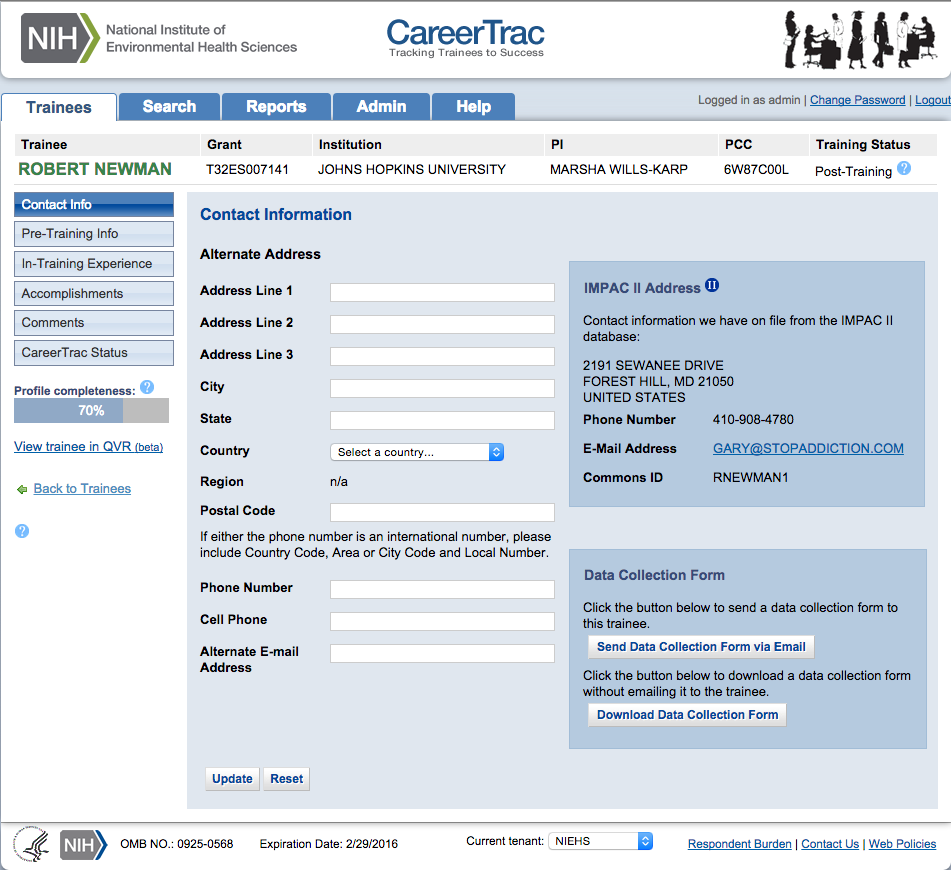 NIH National Institute of
Environmental Health Sciences
CareerTrac
Tracking Trainees to Success
Trainees Search Reports Admin Help
Logged in as admin | Change Password | Logout
Trainee Grant Institution PI PCC Training Status
ROBERT NEWMAN T32ES007141 JOHNS HOPKINS UNIVERSITY MARSHA WILLS-KARP 6W87C00L Post-Training ?
Contact Info
Pre-Training Info
In-Training Experience
Accomplishments
Comments
CareerTrac Status
Profile completeness: ?
70%
View trainee in QVR (beta)
Back to Trainees
?
Contact Information
Alternate Address
Address Line 1
Address Line 2
Address Line 3
City
State
Country Select a country...
Region n/a
Postal Code
If either the phone number is an international number, please
include Country Code, Area or City Code and Local Number.
Phone Number
Cell Phone
Alternate E-mail
Address
Update Reset
IMPAC II Address II
Contact information we have on file from the IMPAC II
database:
2191 SEWANEE DRIVE
FOREST HILL, MD 21050
UNITED STATES
Phone Number 410-908-4780
E-Mail Address GARY@STOPADDICTION.COM
Commons ID RNEWMAN1
Data Collection Form
Click the button below to send a data collection form to
this trainee.
Send Data Collection Form via Email
Click the button below to download a data collection form
without emailing it to the trainee.
Download Data Collection Form
NIH OMB NO.: 0925-0568 Expiration Date: 2/29/2016 Current tenant: NIEHS Respondent Burden | Contact Us | Web Policies